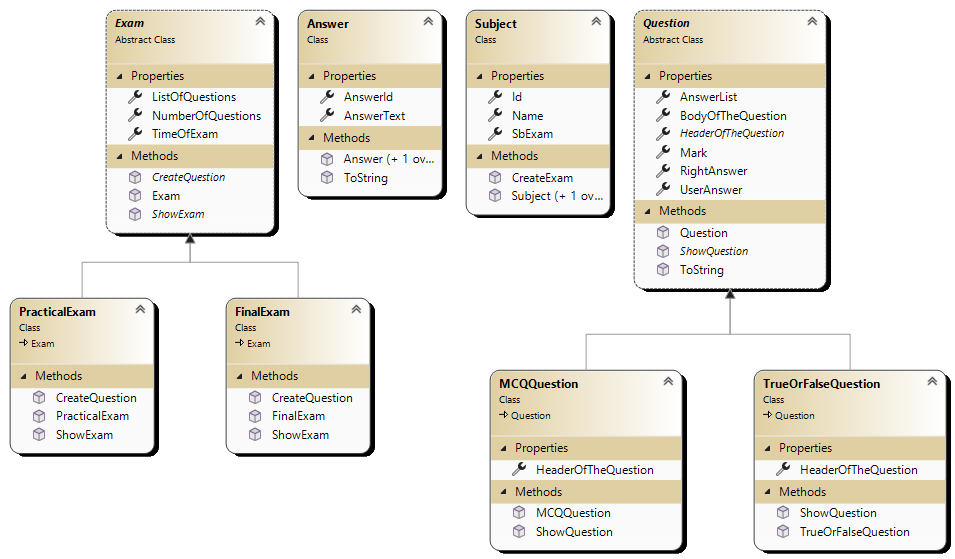 Exam
Abstract Class
Properties
ListOfQuestions
NumberOfQuestions
TimeOfExam
Methods
CreateQuestion
Exam
ShowExam
Answer
Class
Properties
AnswerId
AnswerText
Methods
Answer (+ 1 ov...
ToString
Subject
Class
Properties
Id
Name
SbExam
Methods
CreateExam
Subject (+ 1 ov...
Question
Abstract Class
Properties
AnswerList
BodyOfTheQuestion
HeaderOfTheQuestion
Mark
RightAnswer
UserAnswer
Methods
Question
ShowQuestion
ToString
PracticalExam
Class
Exam
Methods
CreateQuestion
PracticalExam
ShowExam
FinalExam
Class
Exam
Methods
CreateQuestion
FinalExam
ShowExam
MCQQuestion
Class
Question
Properties
HeaderOfTheQuestion
Methods
MCQQuestion
ShowQuestion
TrueOrFalseQuestion
Class
Question
Properties
HeaderOfTheQuestion
Methods
ShowQuestion
TrueOrFalseQuestion